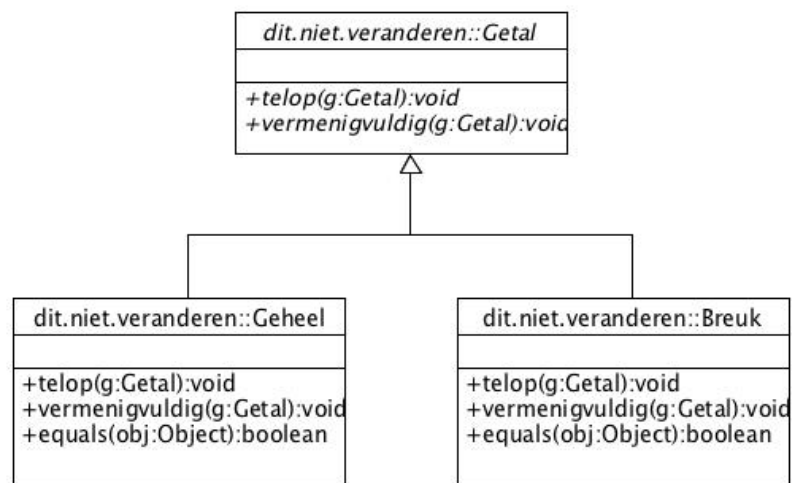 dit.niet.veranderen::Getal
+telop(g:Getal):void
+vermenigvuldig(g:Getal):void
dit.niet.veranderen::Geheel
+telop(g:Getal):void
+vermenigvuldig(g:Getal):void
+equals(obj:Object):boolean
dit.niet.veranderen::Breuk
+telop(g:Getal):void
+vermenigvuldig(g:Getal):void
+equals(obj:Object):boolean